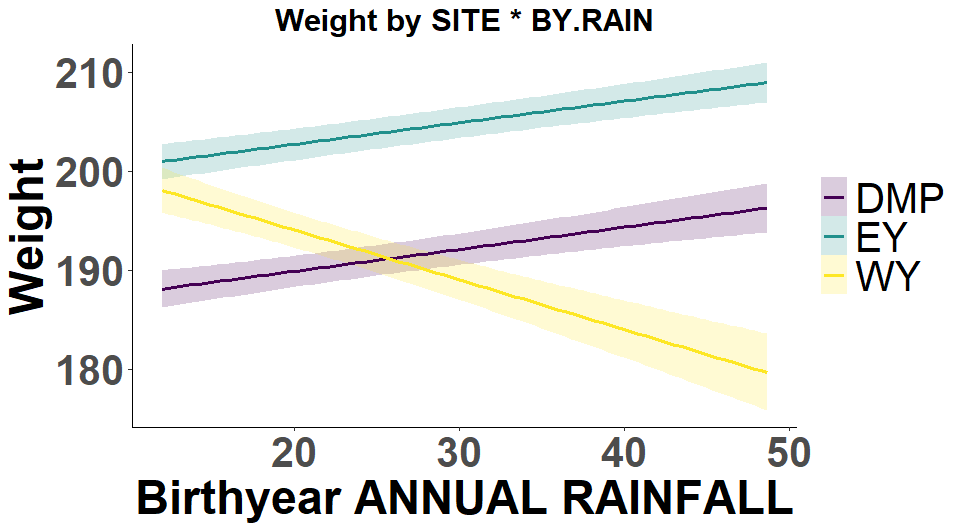 Weight by SITE * BY.RAIN
Weight
210
200
190
180
20 30 40 50
Birthyear ANNUAL RAINFALL
DMP
EY
WY